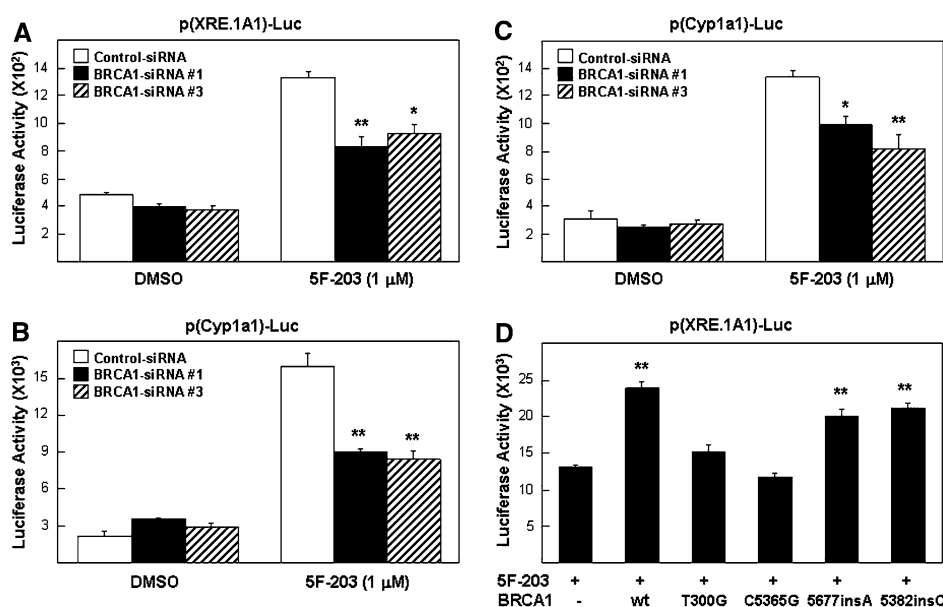 A
p(XRE.1A1)-Luc
Luciferase Activity (X10²)
14
12
10
8
6
4
2
Control-siRNA
BRCA1-siRNA #1
BRCA1-siRNA #3
**
*
DMSO
5F-203 (1 µM)
C
p(Cyp1a1)-Luc
Luciferase Activity (X10²)
14
12
10
8
6
4
2
Control-siRNA
BRCA1-siRNA #1
BRCA1-siRNA #3
*
**
DMSO
5F-203 (1 µM)
B
p(Cyp1a1)-Luc
Luciferase Activity (X10³)
15
12
9
6
3
Control-siRNA
BRCA1-siRNA #1
BRCA1-siRNA #3
**
**
DMSO
5F-203 (1 µM)
D
p(XRE.1A1)-Luc
Luciferase Activity (X10³)
25
20
15
10
5
**
**
**
5F-203 + + + + + +
BRCA1 - wt T300G C5365G 5677insA 5382insC